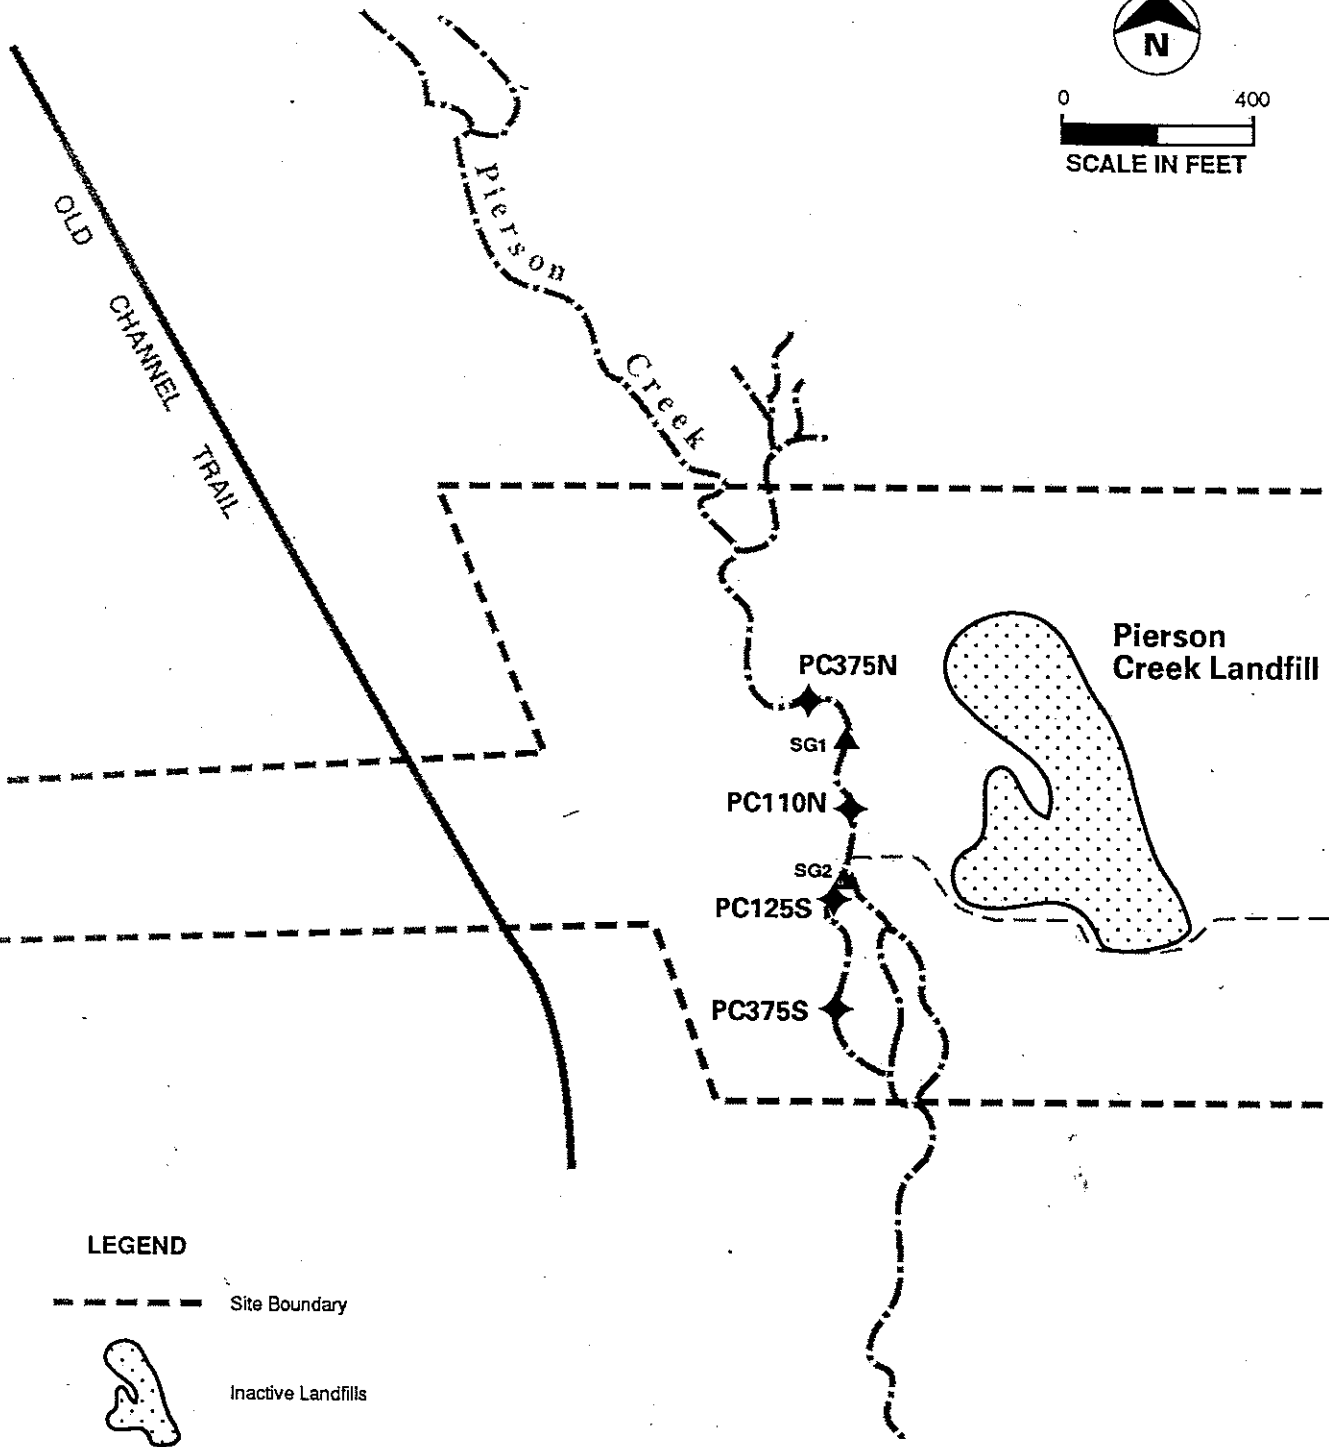 N
0 400
SCALE IN FEET
Pierson
Creek
OLD
CHANNEL
TRAIL
Pierson
Creek Landfill
PC375N
SG1
PC110N
SG2
PC125S
PC375S
LEGEND
Site Boundary
Inactive Landfills